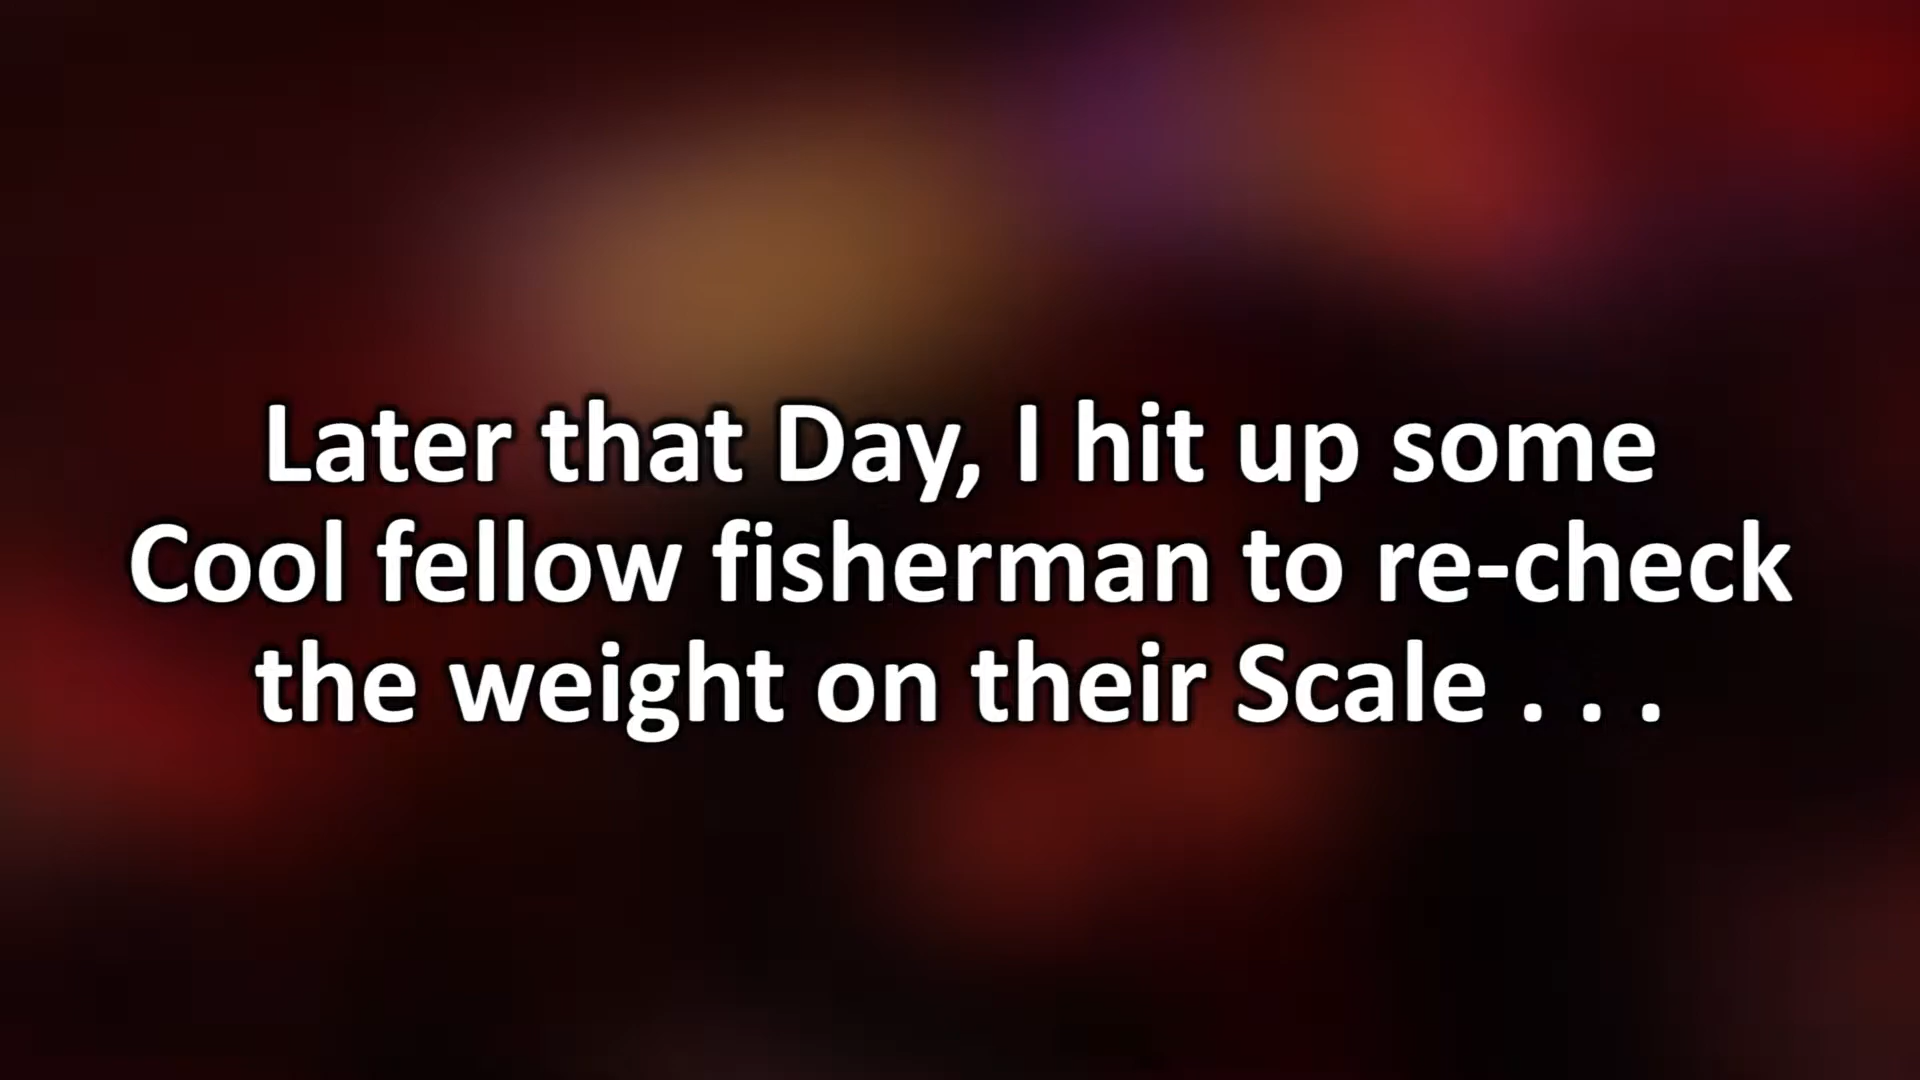 Later that Day, I hit up some
Cool fellow fisherman to re-check
the weight on their Scale . . .